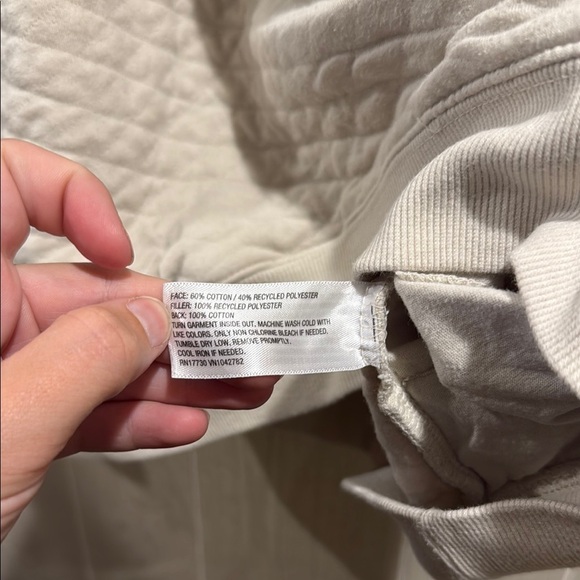 FACE: 60% COTTON / 40% RECYCLED POLYESTER
FILLER: 100% RECYCLED POLYESTER
BACK: 100% COTTON
TURN GARMENT INSIDE OUT. MACHINE WASH COLD WITH
LIKE COLORS. ONLY NON CHLORINE BLEACH IF NEEDED.
TUMBLE DRY LOW. REMOVE PROMPTLY.
COOL IRON IF NEEDED.
RN17730 VN1042782